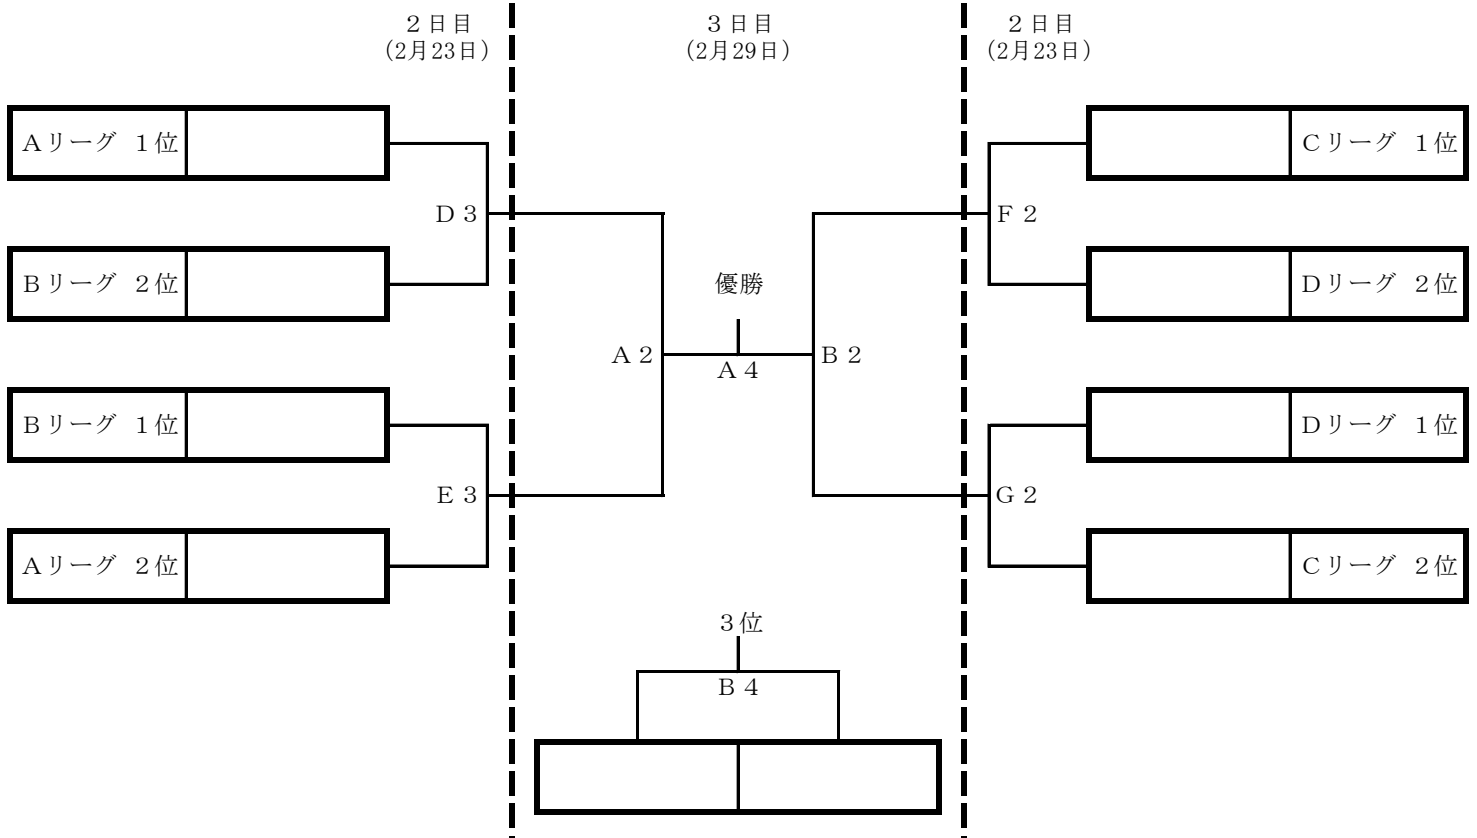 ２日目
(2月23日)
３日目
(2月29日)
２日目
(2月23日)
Ａリーグ １位
Ｃリーグ １位
Ｄ３
Ｆ２
Ｂリーグ ２位
優勝
Ｄリーグ ２位
Ａ２
Ａ４
Ｂ２
Ｂリーグ １位
Ｄリーグ １位
Ｅ３
Ｇ２
Ａリーグ ２位
Ｃリーグ ２位
３位
Ｂ４